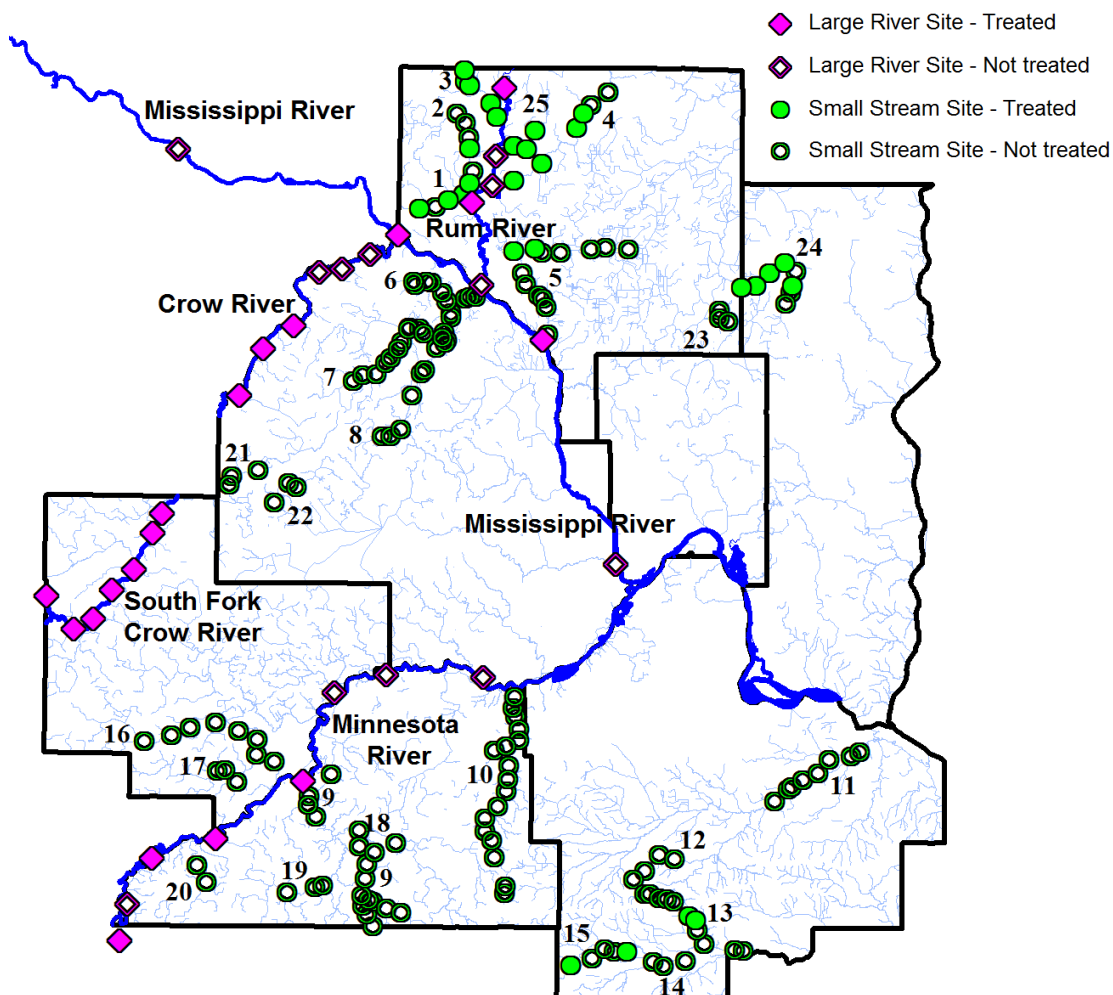 Large River Site - Treated
Large River Site - Not treated
Small Stream Site - Treated
Small Stream Site - Not treated
Mississippi River
3
25
2
4
1
Rum River
24
6
5
Crow River
23
7
8
21
22
Mississippi River
South Fork
Crow River
Minnesota
River
16
17
10
9
11
18
12
19
9
20
13
15
14